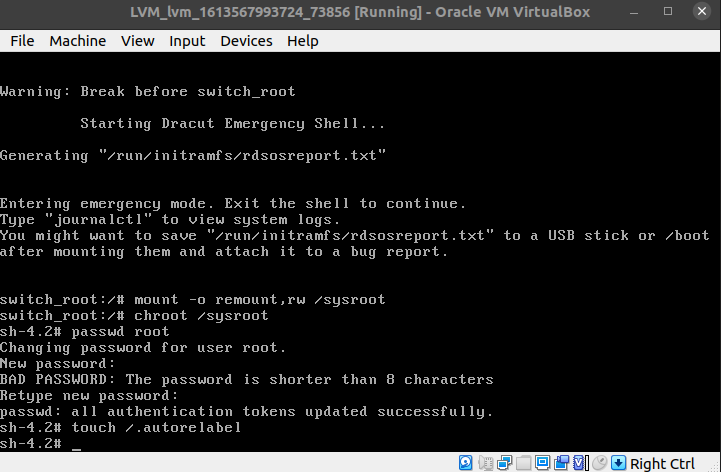 LVM_lvm_1613567993724_73856 [Running] - Oracle VM VirtualBox
File Machine View Input Devices Help
Warning: Break before switch_root
Starting Dracut Emergency Shell...
Generating "/run/initramfs/rdsosreport.txt"
Entering emergency mode. Exit the shell to continue.
Type "journalctl" to view system logs.
You might want to save "/run/initramfs/rdsosreport.txt" to a USB stick or /boot
after mounting them and attach it to a bug report.
switch_root:/# mount -o remount,rw /sysroot
switch_root:/# chroot /sysroot
sh-4.2# passwd root
Changing password for user root.
New password:
BAD PASSWORD: The password is shorter than 8 characters
Retype new password:
passwd: all authentication tokens updated successfully.
sh-4.2# touch /.autorelabel
sh-4.2# _
Right Ctrl